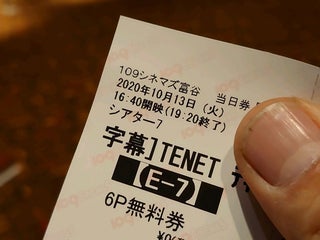 109シネマズ富谷 当日券
2020年10月13日 (火)
16:40開映(19:20終了)
シアター7
字幕]TENET
【E-7】
6P無料券